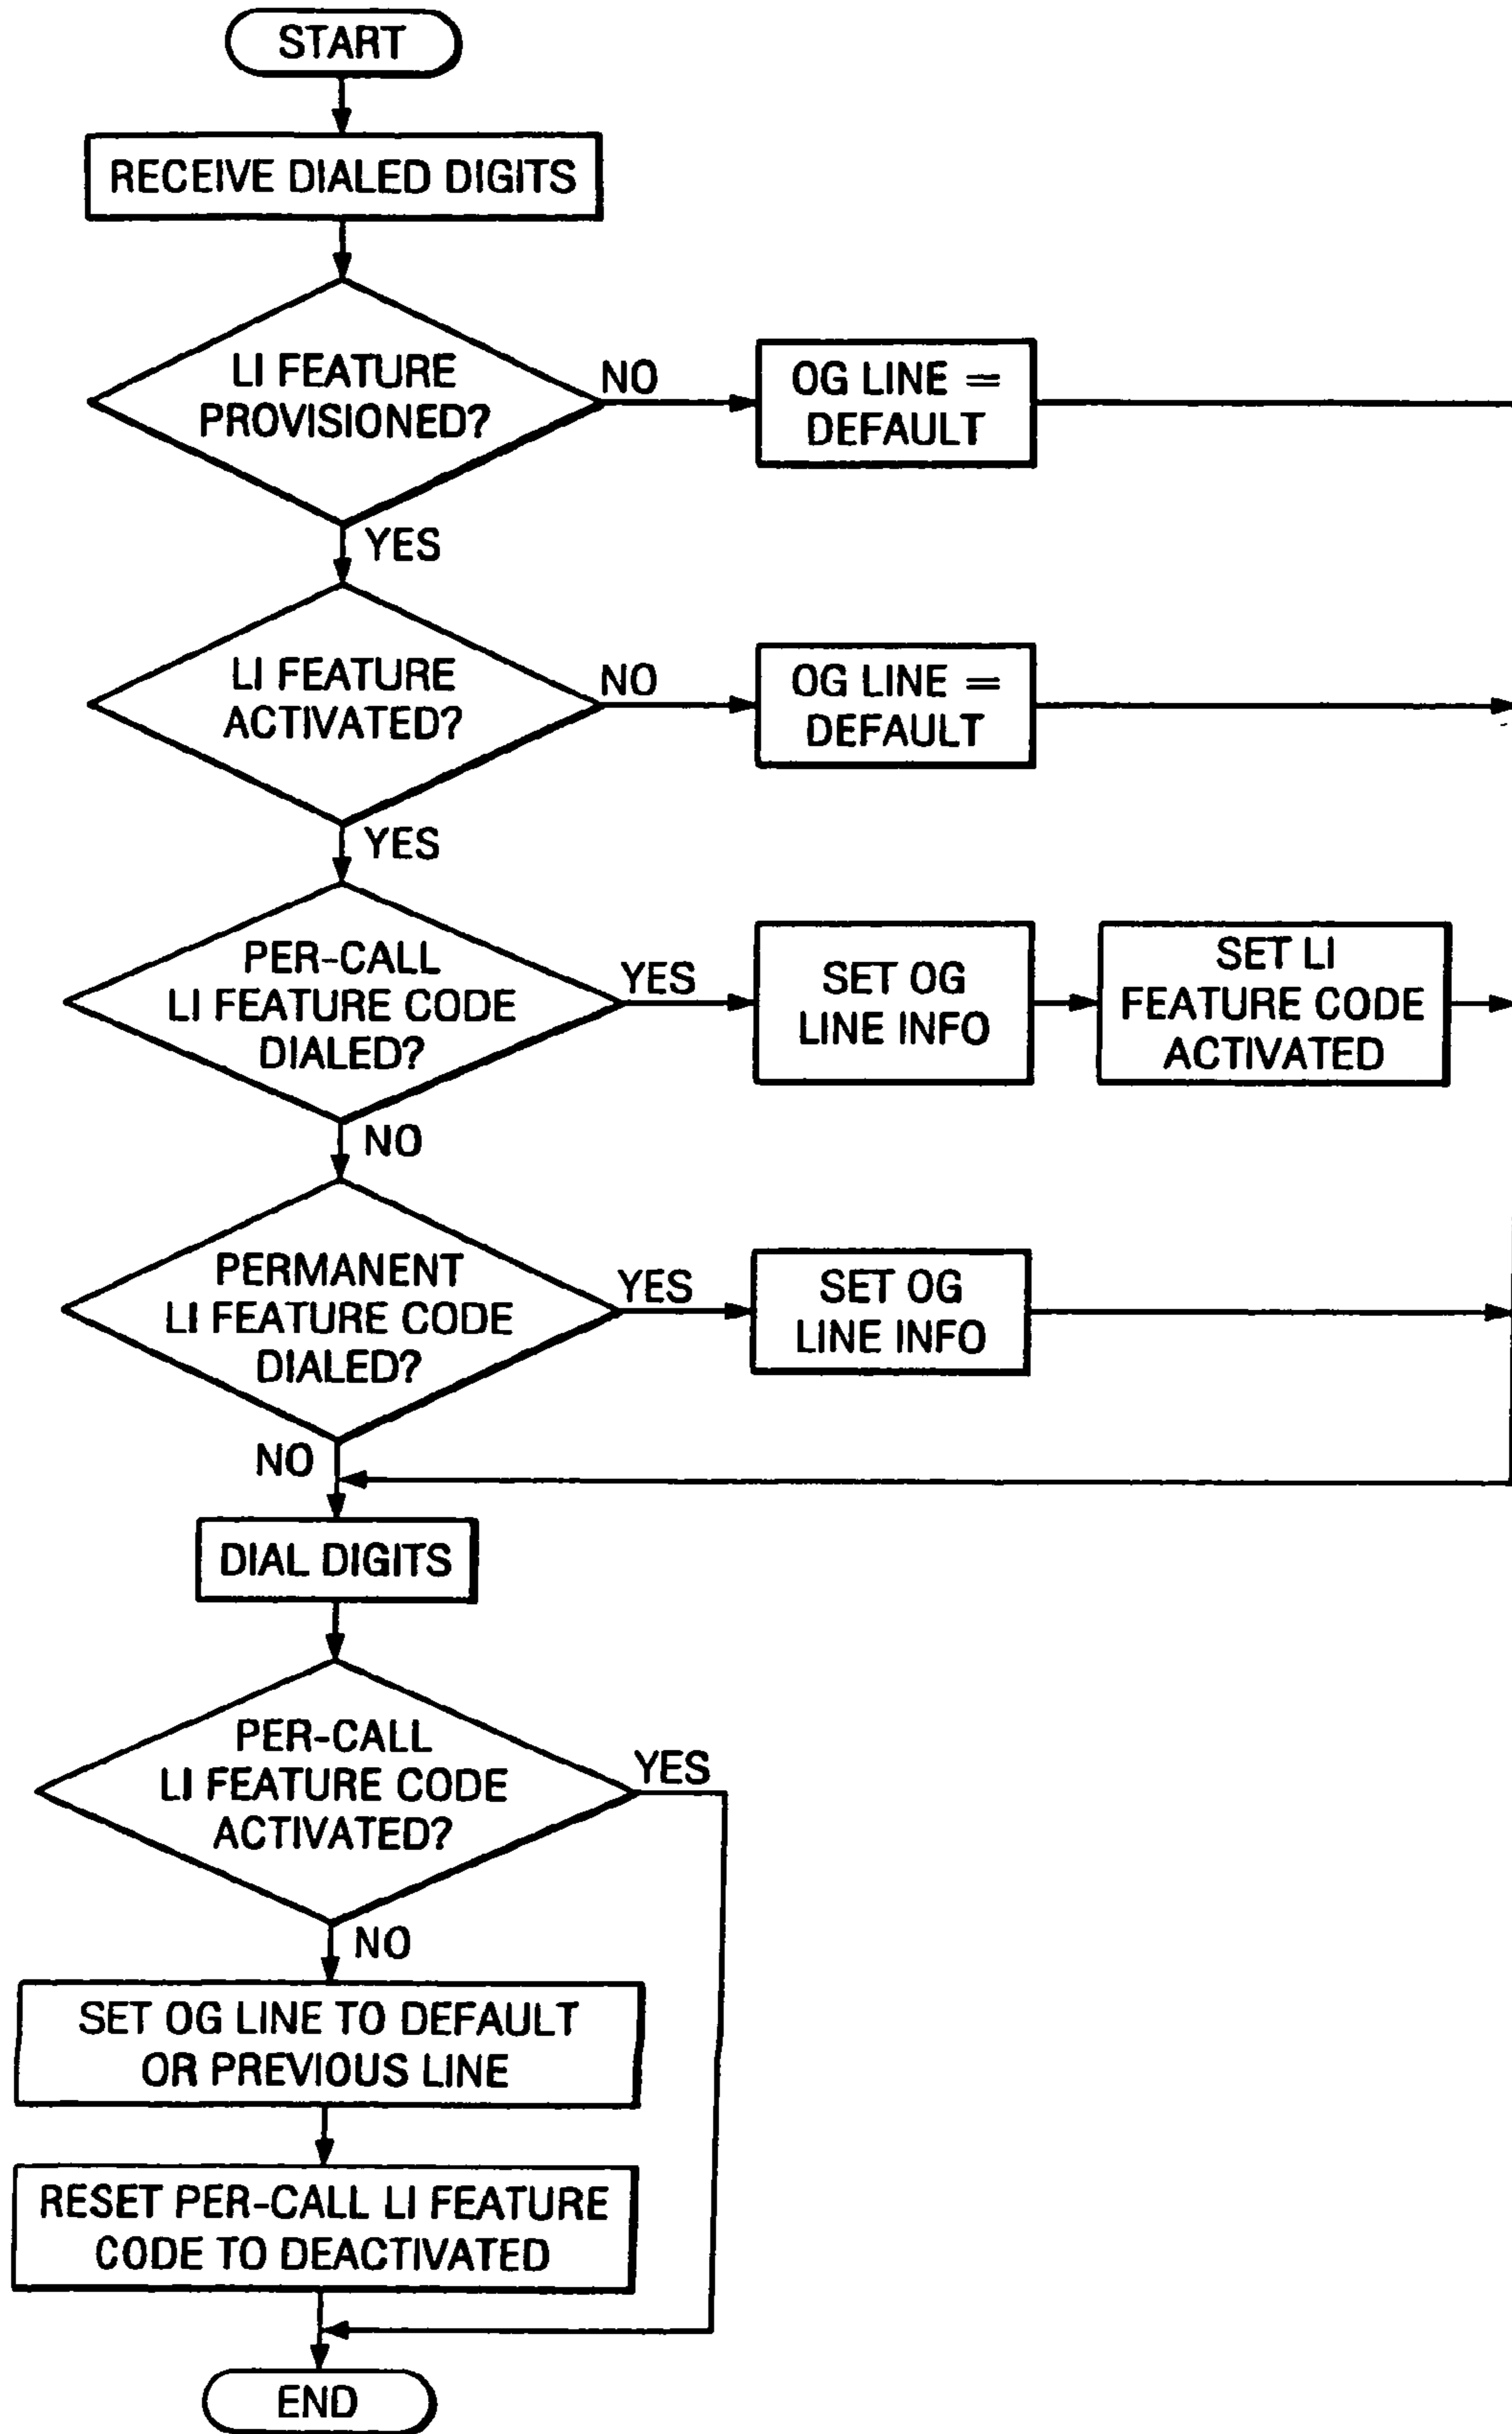 START
RECEIVE DIALED DIGITS
LI FEATURE
PROVISIONED?
NO
OG LINE =
DEFAULT
YES
LI FEATURE
ACTIVATED?
NO
OG LINE =
DEFAULT
YES
PER-CALL
LI FEATURE CODE
DIALED?
YES
SET OG
LINE INFO
SET LI
FEATURE CODE
ACTIVATED
NO
PERMANENT
LI FEATURE CODE
DIALED?
YES
SET OG
LINE INFO
NO
DIAL DIGITS
PER-CALL
LI FEATURE CODE
ACTIVATED?
YES
NO
SET OG LINE TO DEFAULT
OR PREVIOUS LINE
RESET PER-CALL LI FEATURE
CODE TO DEACTIVATED
END